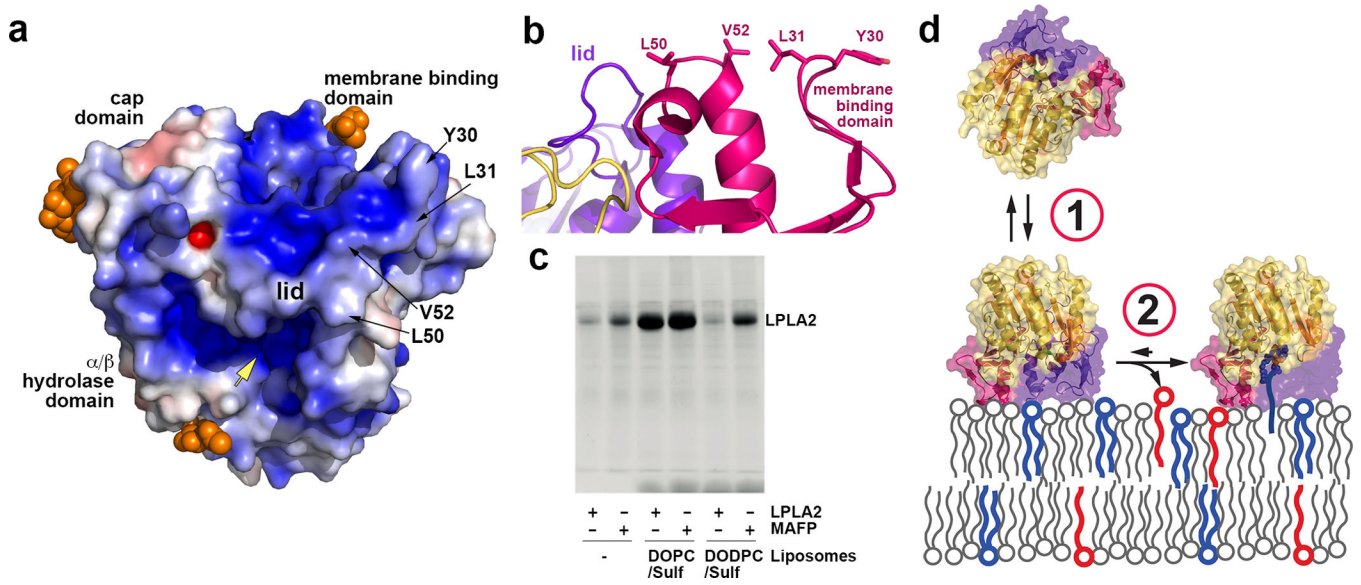 a
membrane binding
domain
cap
domain
Y30
L31
lid
V52
L50
α/β
hydrolase
domain
b
lid
L50
V52
L31
Y30
membrane
binding
domain
c
LPLA2
+ – + – + – LPLA2
– + – + – + MAFP
- DOPC DODPC Liposomes
/Sulf /Sulf
d
1
2